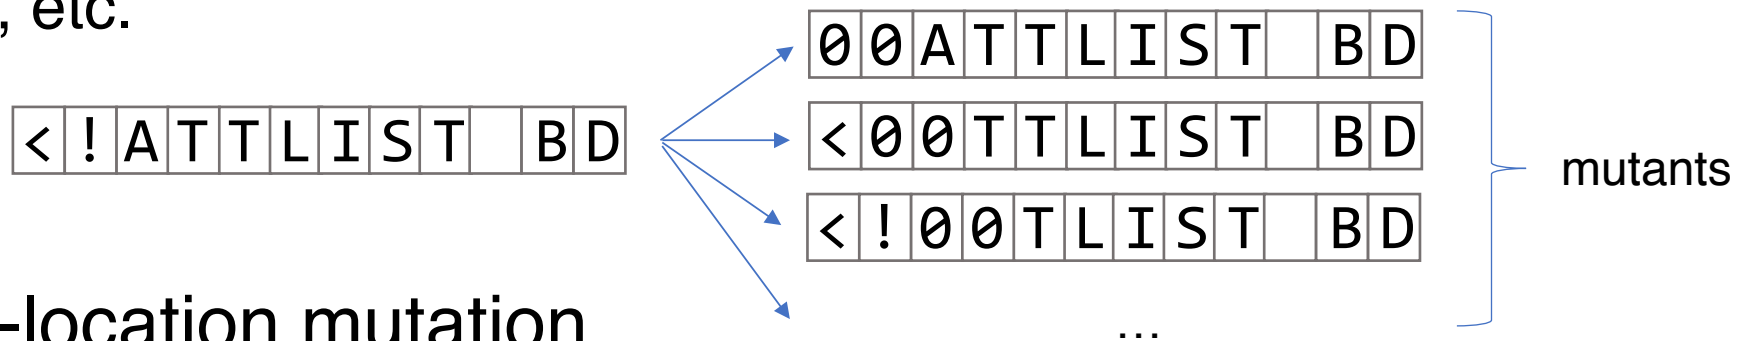 , etc.
<!ATTLIST BD
00ATTLIST BD
<00TTLIST BD
<!00TLIST BD
...
mutants
-location mutation